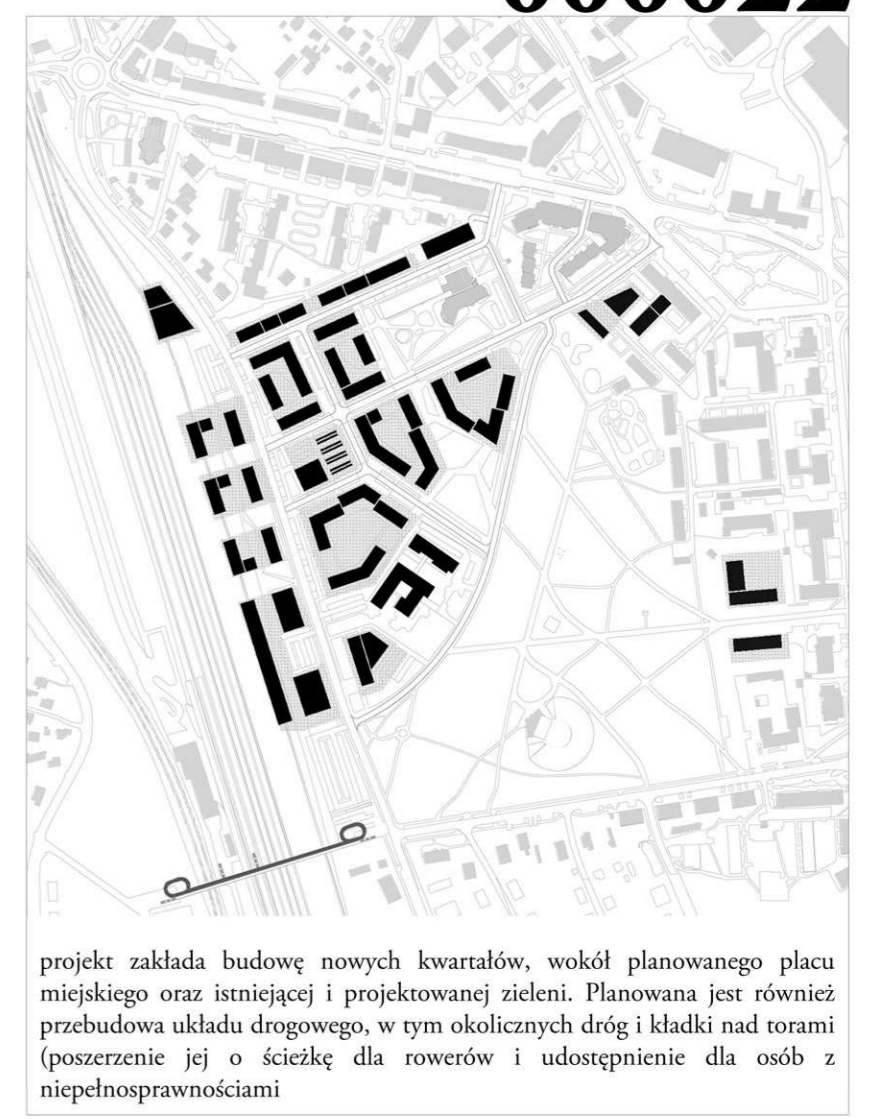 000022
projekt zakłada budowę nowych kwartałów, wokół planowanego placu
miejskiego oraz istniejącej i projektowanej zieleni. Planowana jest również
przebudowa układu drogowego, w tym okolicznych dróg i kładki nad torami
(poszerzenie jej o ścieżkę dla rowerów i udostępnienie dla osób z
niepełnosprawnościami